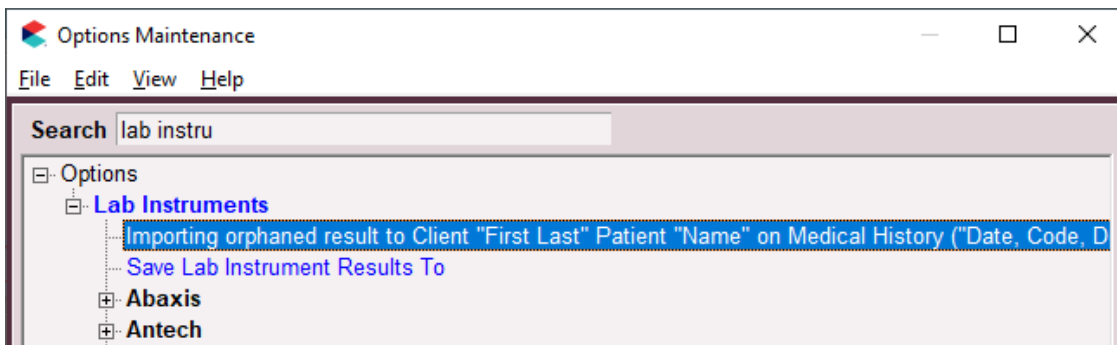 Options Maintenance
File Edit View Help
Search lab instru
Options
Lab Instruments
Importing orphaned result to Client "First Last" Patient "Name" on Medical History ("Date, Code, D
Save Lab Instrument Results To
Abaxis
Antech